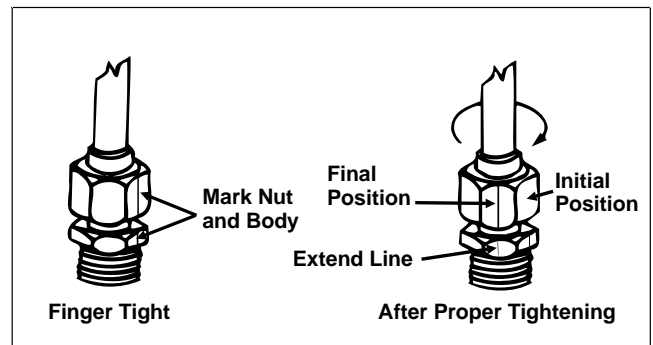 Mark Nut
and Body
Finger Tight
Final
Position
Initial
Position
Extend Line
After Proper Tightening